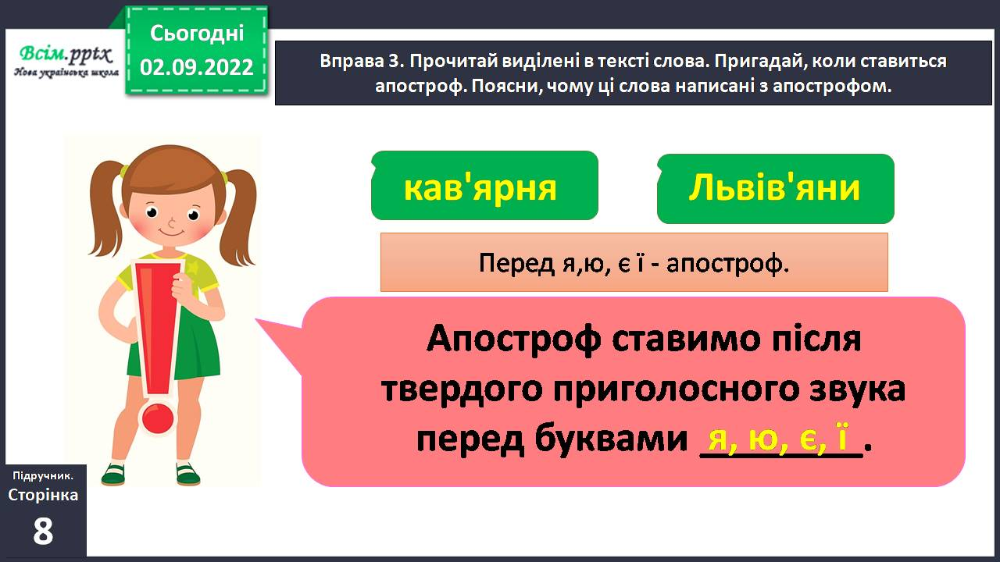 Всім.pptx
Нова українська школа
Сьогодні
02.09.2022
Вправа 3. Прочитай виділені в тексті слова. Пригадай, коли ставиться
апостроф. Поясни, чому ці слова написані з апострофом.
кав'ярня
Львів'яни
Перед я,ю, є ї - апостроф.
Апостроф ставимо після
твердого приголосного звука
перед буквами я, ю, є, ї.
Підручник.
Сторінка
8